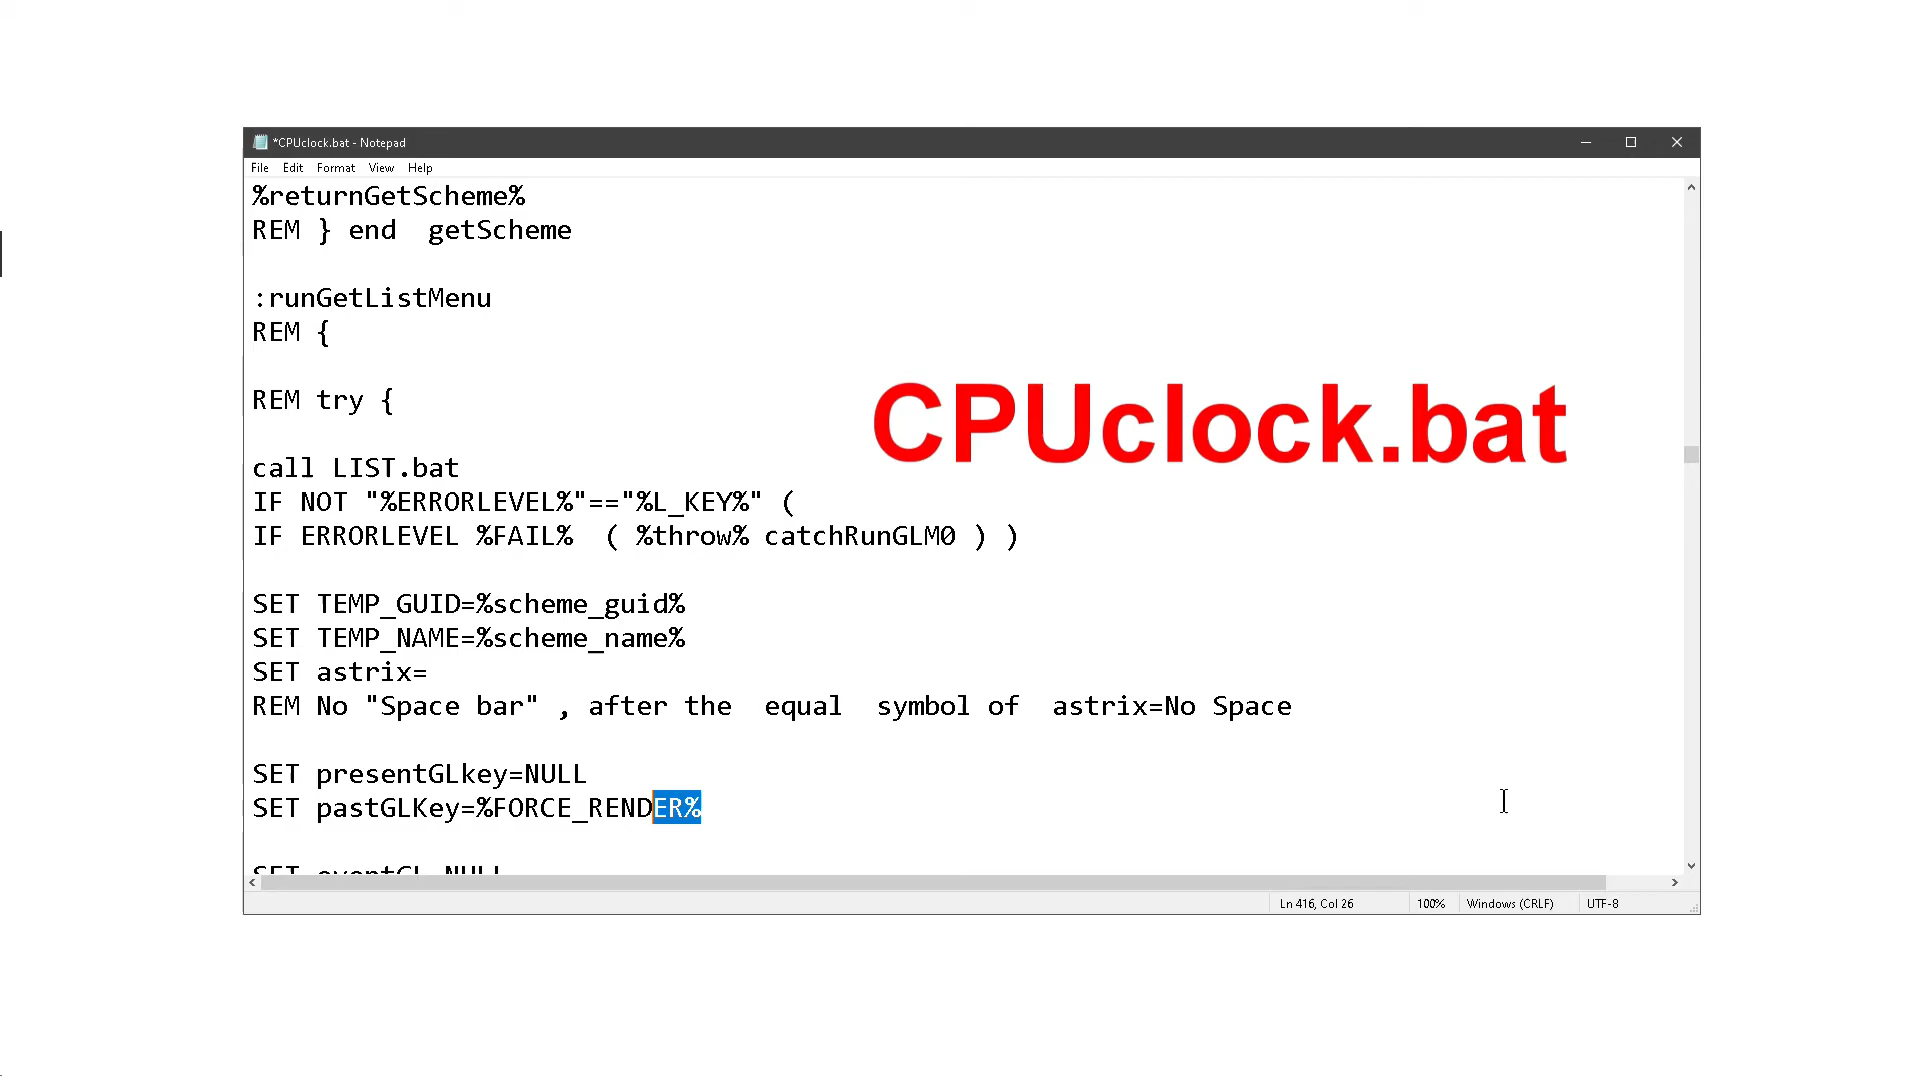 *CPUclock.bat - Notepad
File Edit Format View Help
%returnGetScheme%
REM } end  getScheme
:runGetListMenu
REM {
REM try {
CPUclock.bat
call LIST.bat
IF NOT "%ERRORLEVEL%"=="%L_KEY%" (
IF ERRORLEVEL %FAIL%  ( %throw% catchRunGLM0 ) )
SET TEMP_GUID=%scheme_guid%
SET TEMP_NAME=%scheme_name%
SET astrix=
REM No "Space bar" , after the  equal  symbol of  astrix=No Space
SET presentGLkey=NULL
SET pastGLKey=%FORCE_RENDER%
SET eventGL NULL
Ln 416, Col 26 100% Windows (CRLF) UTF-8